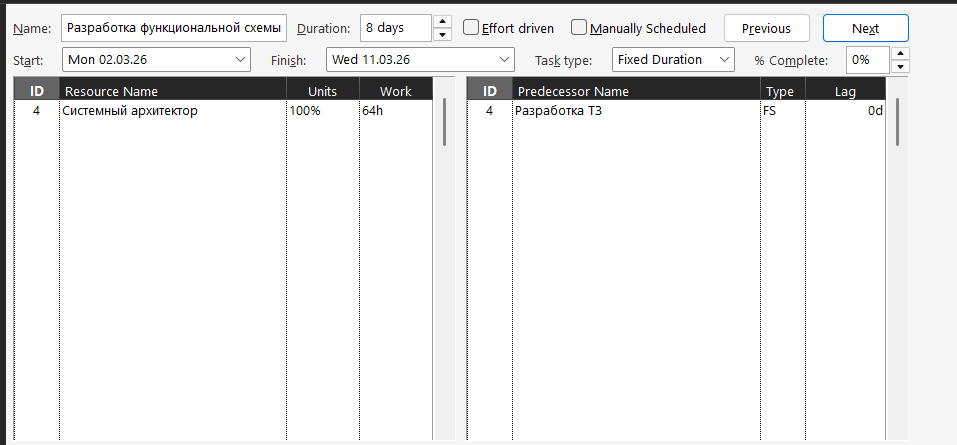 Name: Разработка функциональной схемы Duration: 8 days Effort driven Manually Scheduled Previous Next
Start: Mon 02.03.26 Finish: Wed 11.03.26 Task type: Fixed Duration % Complete: 0%
ID Resource Name Units Work ID Predecessor Name Type Lag
4 Системный архитектор 100% 64h 4 Разработка ТЗ FS 0d